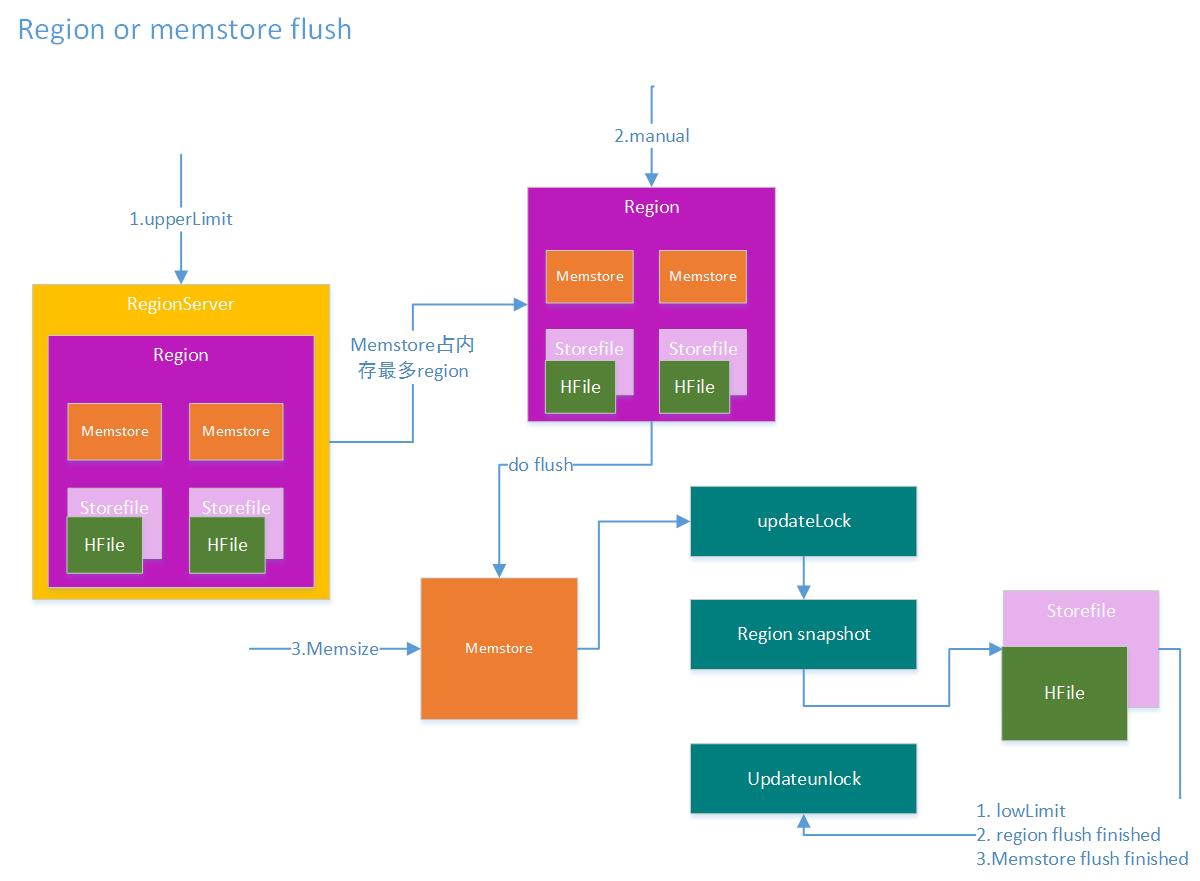 Region or memstore flush
2.manual
1.upperLimit
Region
Memstore
Memstore
Storefile
Storefile
HFile
HFile
RegionServer
Region
Memstore
Memstore
Storefile
Storefile
HFile
HFile
Memstore占内
存最多region
do flush
updateLock
3.Memsize
Memstore
Region snapshot
Storefile
HFile
Updateunlock
1. lowLimit
2. region flush finished
3.Memstore flush finished